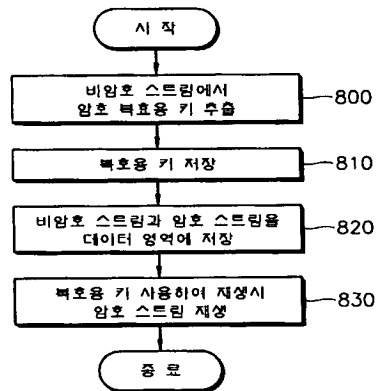 시 작
비암호 스트림에서
암호 복호용 키 추출
800
복호용 키 저장
810
비암호 스트림과 암호 스트림을
데이터 영역에 저장
820
복호용 키 사용하여 재생시
암호 스트림 재생
830
종 료